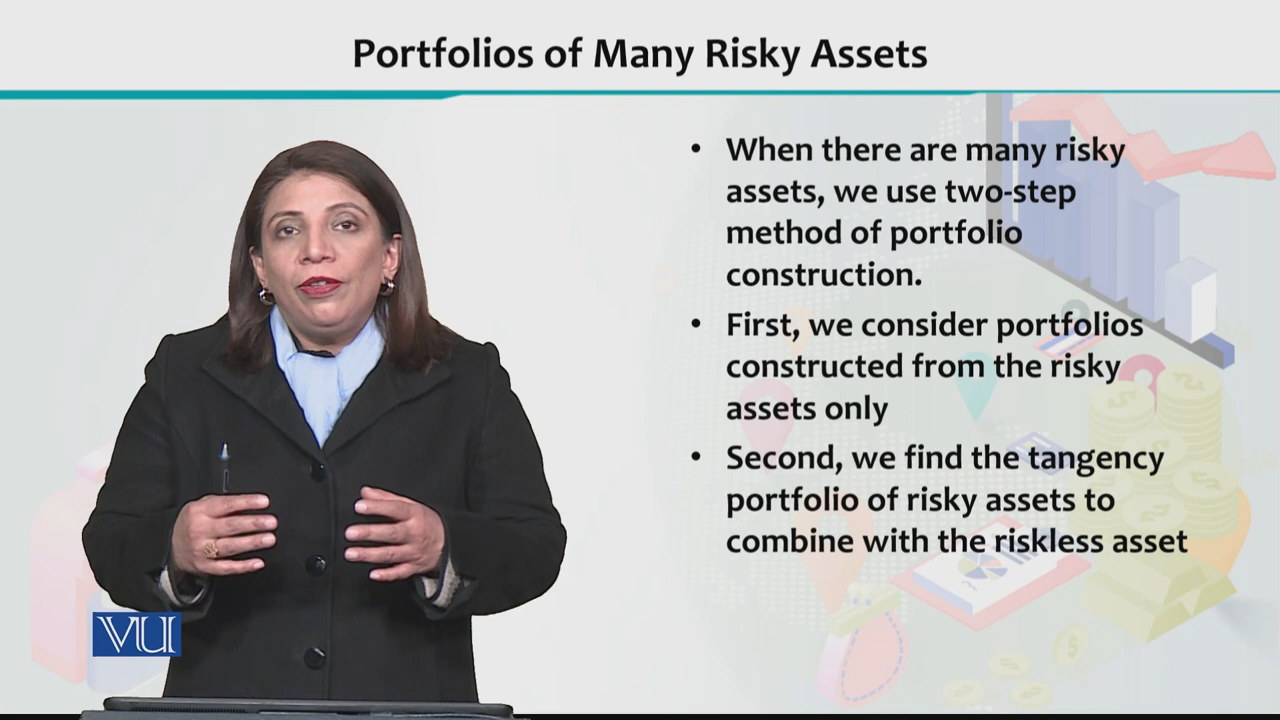 Portfolios of Many Risky Assets
• When there are many risky
assets, we use two-step
method of portfolio
construction.
• First, we consider portfolios
constructed from the risky
assets only
• Second, we find the tangency
portfolio of risky assets to
combine with the riskless asset
VU